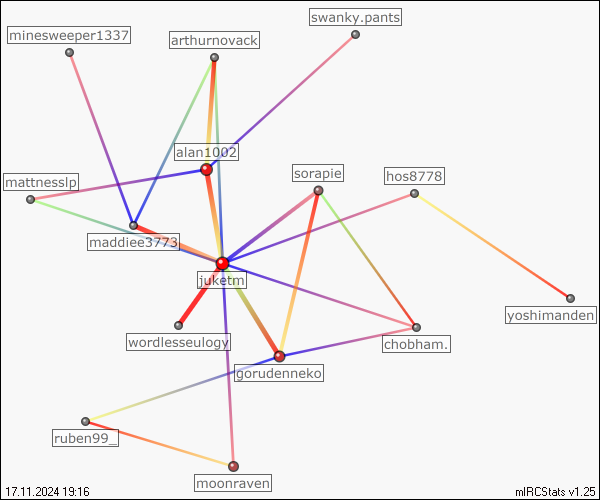 swanky.pants
minesweeper1337
arthurnovack
alan1002
sorapie
hos8778
mattnesslp
maddiee3773
juketm
yoshimanden
wordlesseulogy
chobham.
gorudenneko
ruben99_
moonraven
17.11.2024 19:16
mIRCStats v1.25